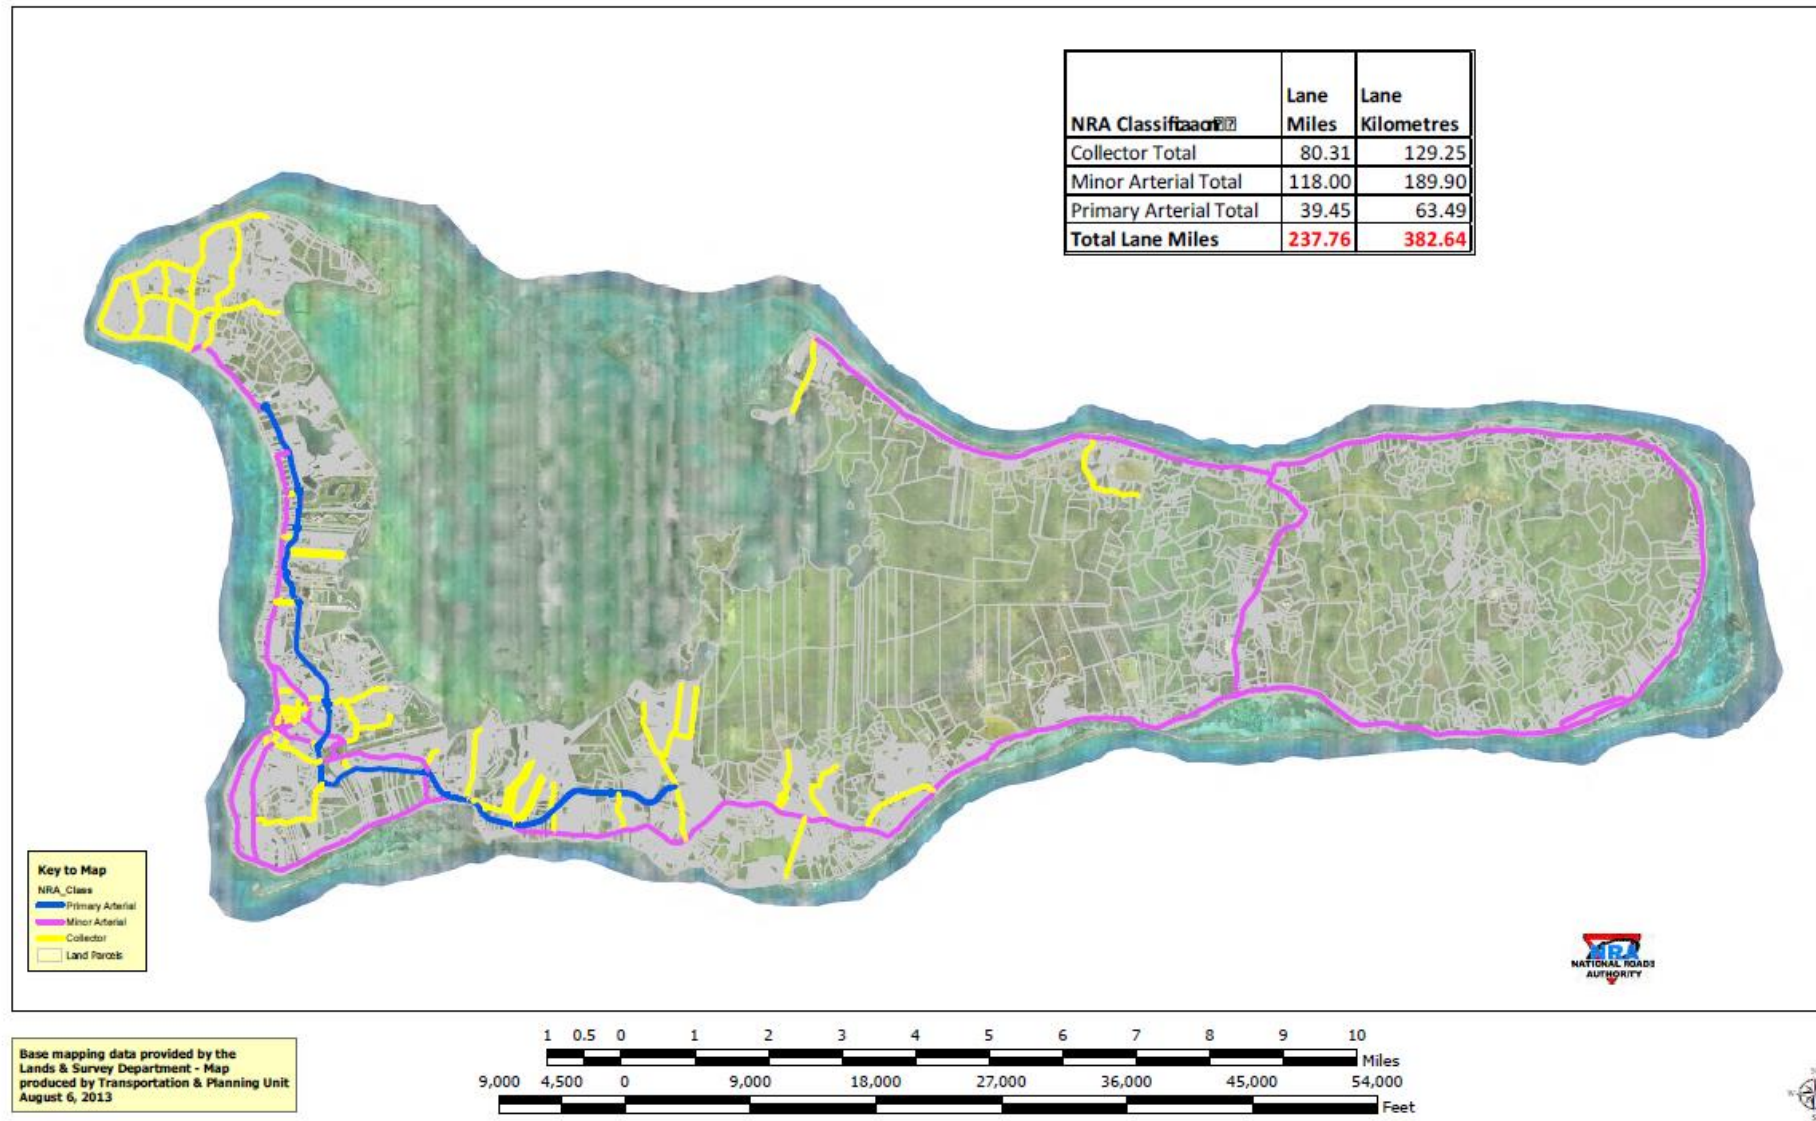 Lane Lane
NRA Classification Miles Kilometres
Collector Total 80.31 129.25
Minor Arterial Total 118.00 189.90
Primary Arterial Total 39.45 63.49
Total Lane Miles 237.76 382.64
Key to Map
NRA_Class
Primary Arterial
Minor Arterial
Collector
Land Parcels
NRA
NATIONAL ROADS
AUTHORITY
Base mapping data provided by the
Lands & Survey Department - Map
produced by Transportation & Planning Unit
August 6, 2013
1 0.5 0 1 2 3 4 5 6 7 8 9 10
Miles
9,000 4,500 0 9,000 18,000 27,000 36,000 45,000 54,000
Feet